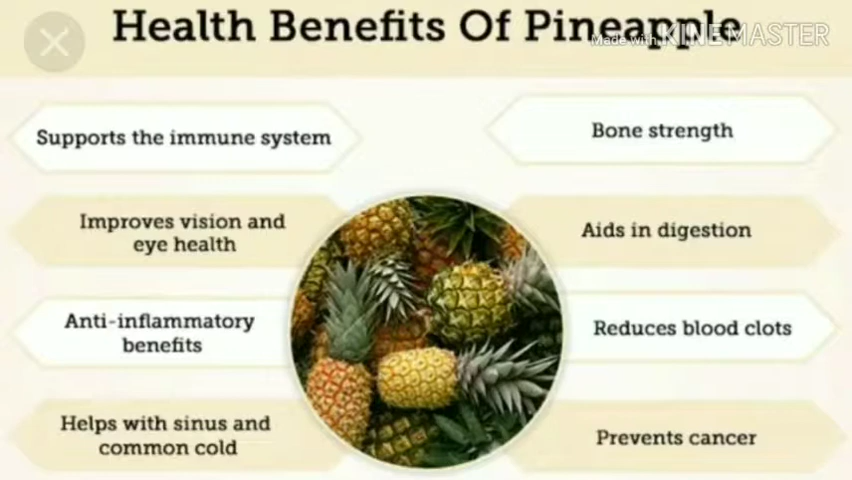 Health Benefits Of Pineapple
Made with KINEMASTER
Supports the immune system
Bone strength
Improves vision and
eye health
Aids in digestion
Anti-inflammatory
benefits
Reduces blood clots
Helps with sinus and
common cold
Prevents cancer